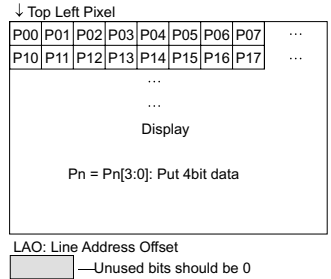 ↓ Top Left Pixel
P00 P01 P02 P03 P04 P05 P06 P07 ...
P10 P11 P12 P13 P14 P15 P16 P17 ...
...
...
Display
Pn = Pn[3:0]: Put 4bit data
LAO: Line Address Offset
—Unused bits should be 0